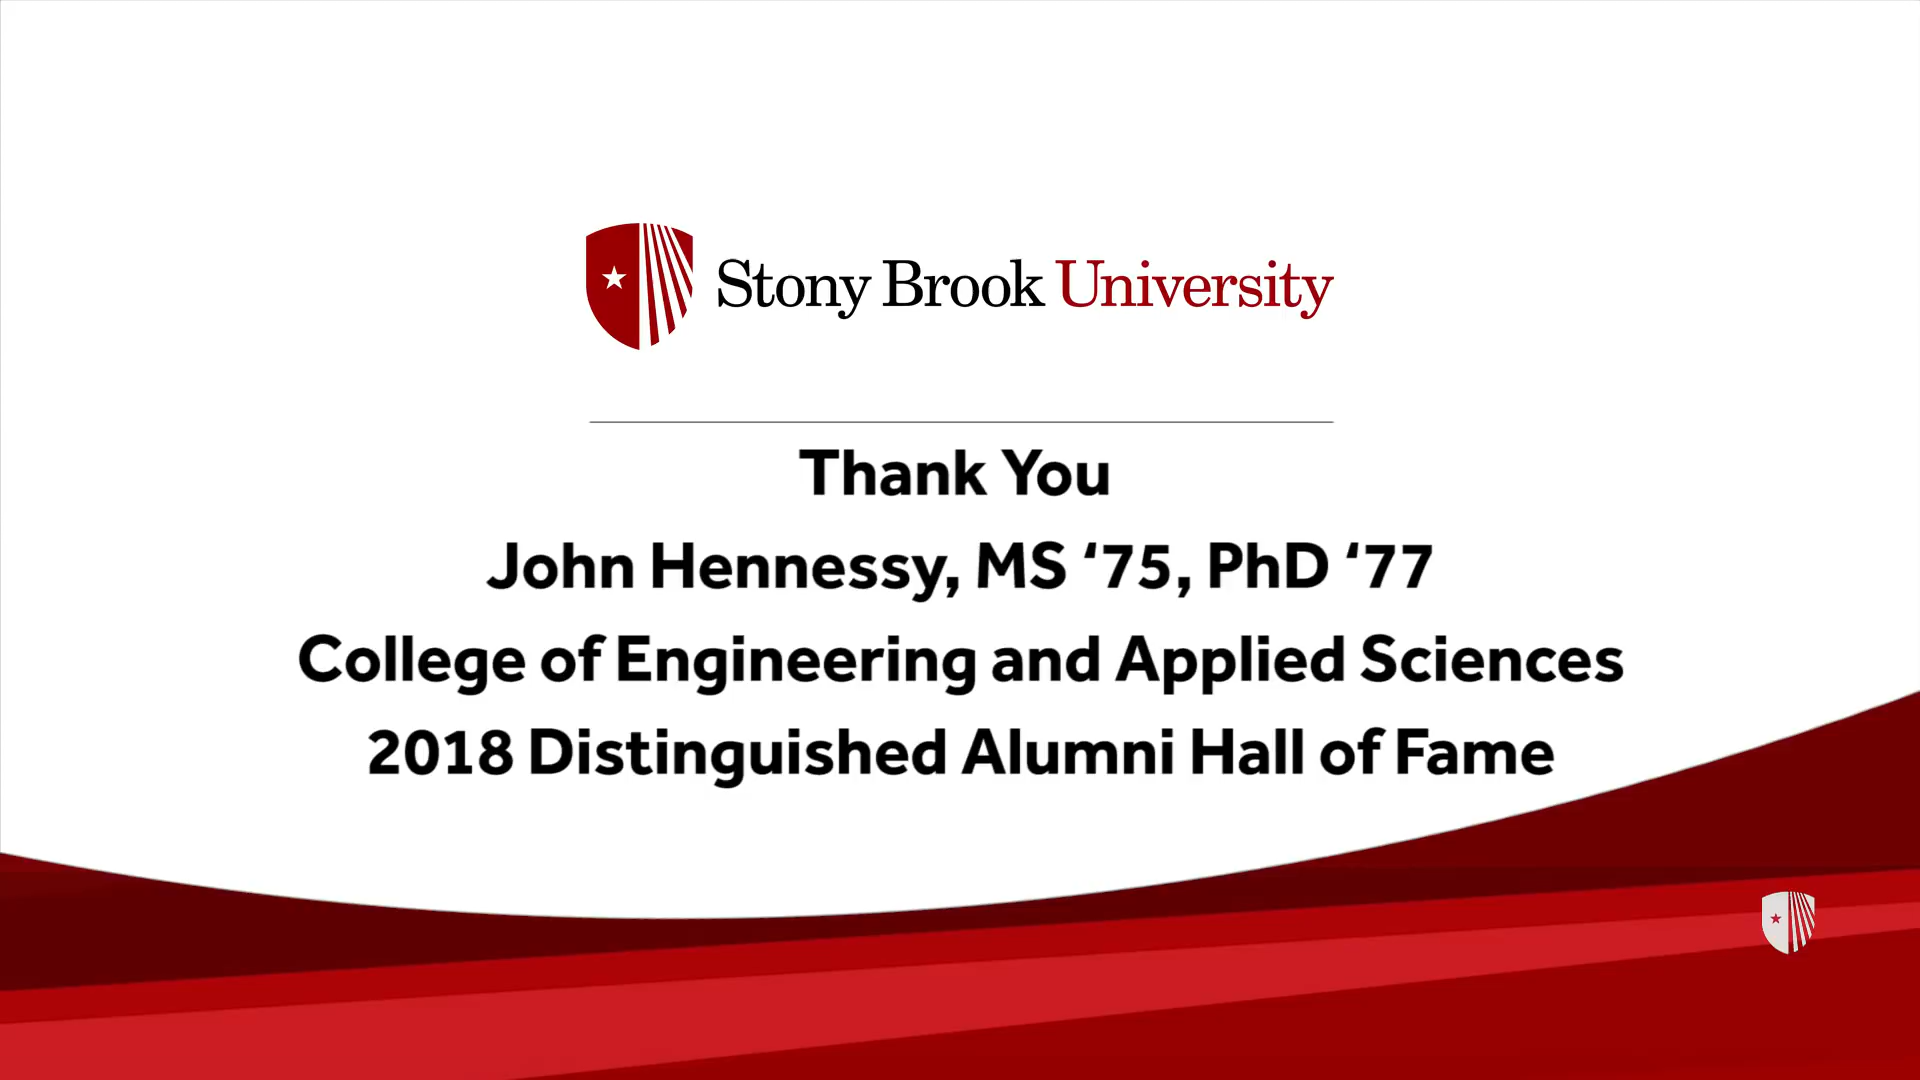 Stony Brook University
Thank You
John Hennessy, MS ‘75, PhD ‘77
College of Engineering and Applied Sciences
2018 Distinguished Alumni Hall of Fame